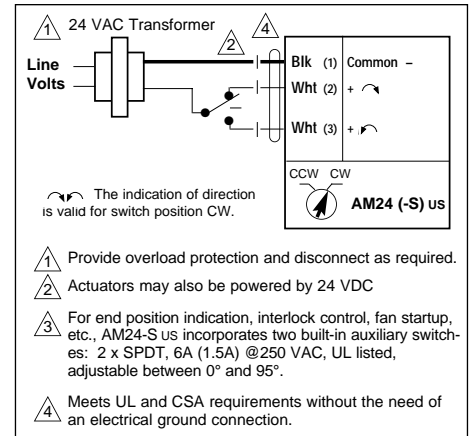 1 24 VAC Transformer
2
4
Line
Volts
Blk (1) Common –
Wht (2) +
Wht (3) +
CCW CW
AM24 (-S) US
The indication of direction
is valid for switch position CW.
1 Provide overload protection and disconnect as required.
2 Actuators may also be powered by 24 VDC
3 For end position indication, interlock control, fan startup,
etc., AM24-S US incorporates two built-in auxiliary switch-
es: 2 x SPDT, 6A (1.5A) @250 VAC, UL listed,
adjustable between 0° and 95°.
4 Meets UL and CSA requirements without the need of
an electrical ground connection.